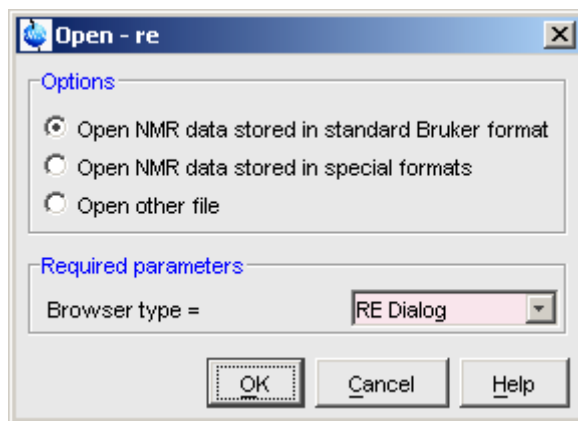 Open - re
Options
Open NMR data stored in standard Bruker format
Open NMR data stored in special formats
Open other file
Required parameters
Browser type = RE Dialog
OK Cancel Help